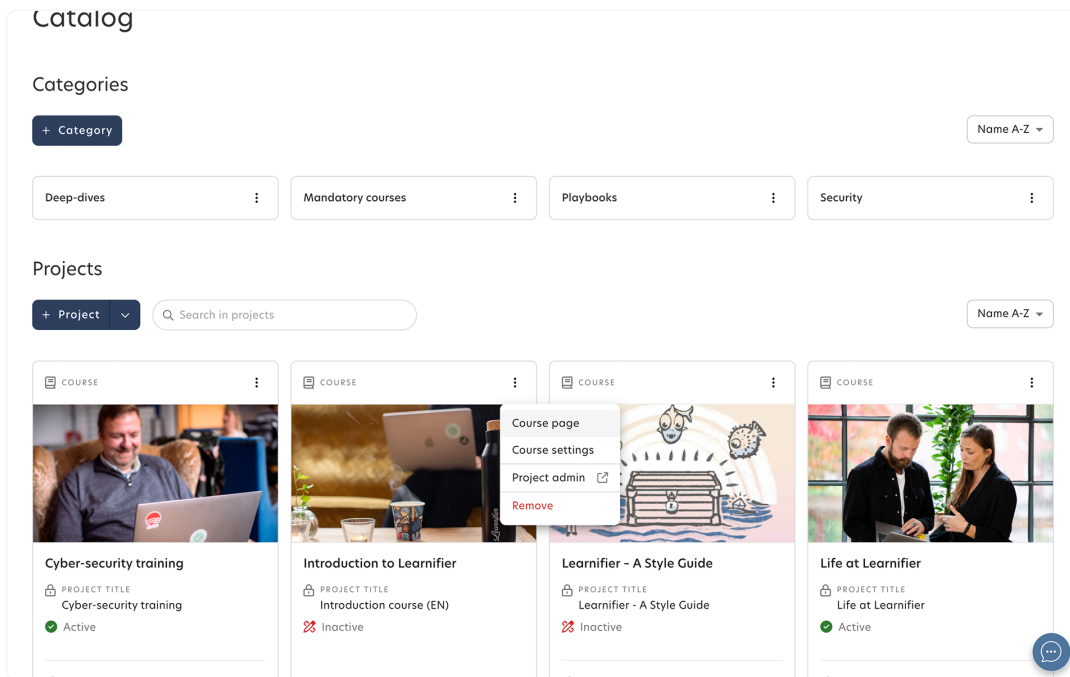 Catalog
Categories
+ Category
Name A-Z
Deep-dives
Mandatory courses
Playbooks
Security
Projects
+ Project
Search in projects
Name A-Z
COURSE
COURSE
COURSE
COURSE
Course page
Course settings
Project admin
Remove
Learnifier
Cyber-security training
PROJECT TITLE
Cyber-security training
Active
Introduction to Learnifier
PROJECT TITLE
Introduction course (EN)
Inactive
Learnifier – A Style Guide
PROJECT TITLE
Learnifier - A Style Guide
Inactive
Life at Learnifier
PROJECT TITLE
Life at Learnifier
Active